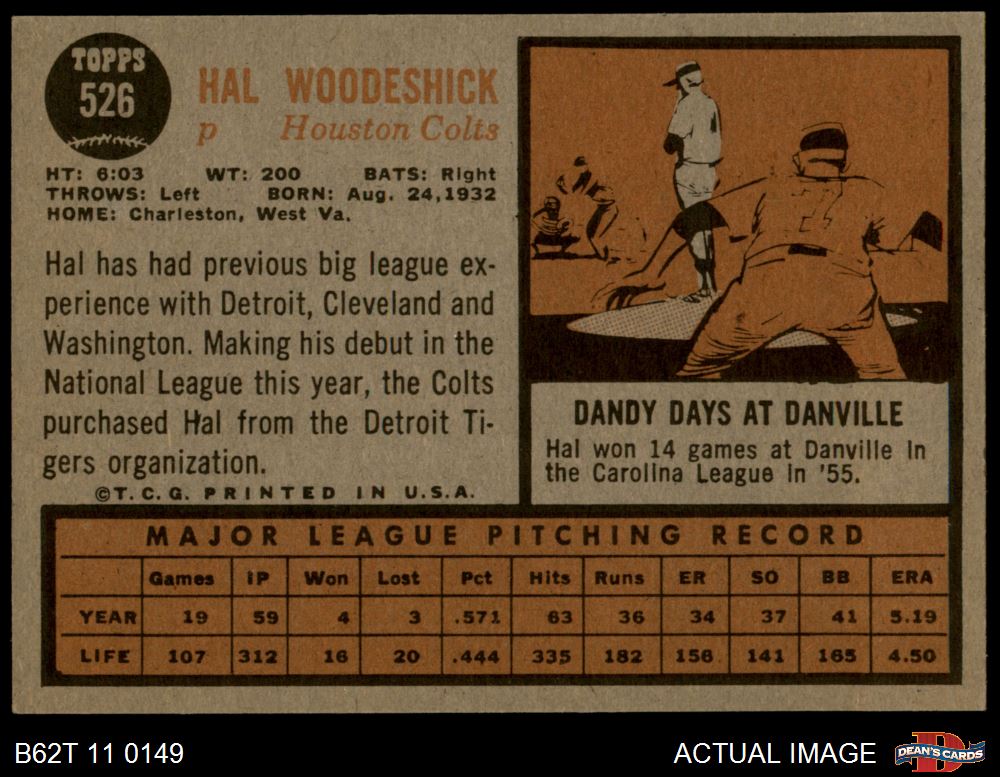 TOPPS
526
HAL WOODESHICK
p Houston Colts
HT: 6:03 WT: 200 BATS: Right
THROWS: Left BORN: Aug. 24, 1932
HOME: Charleston, West Va.
Hal has had previous big league ex-
perience with Detroit, Cleveland and
Washington. Making his debut in the
National League this year, the Colts
purchased Hal from the Detroit Ti-
gers organization.
©T. C. G. PRINTED IN U.S.A.
DANDY DAYS AT DANVILLE
Hal won 14 games at Danville in
the Carolina League in '55.
MAJOR LEAGUE PITCHING RECORD
Games IP Won Lost Pct Hits Runs ER SO BB ERA
YEAR 19 59 4 3 .571 63 36 34 37 41 5.19
LIFE 107 312 16 20 .444 335 182 156 141 165 4.50
B62T 11 0149
ACTUAL IMAGE
DEAN'S CARDS